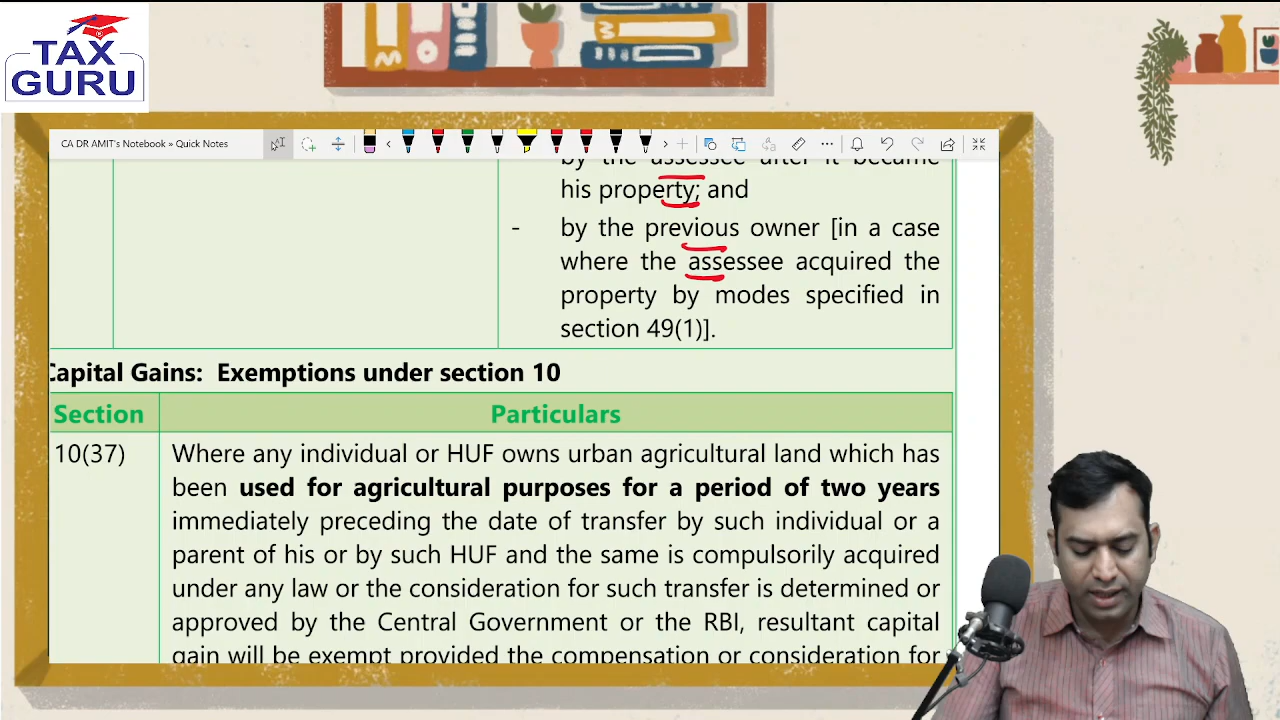 TAX
GURU
CA DR AMIT's Notebook » Quick Notes
by the assessee after it became
his property; and
- by the previous owner [in a case
where the assessee acquired the
property by modes specified in
section 49(1)].
Capital Gains: Exemptions under section 10
Section Particulars
10(37) Where any individual or HUF owns urban agricultural land which has
been used for agricultural purposes for a period of two years
immediately preceding the date of transfer by such individual or a
parent of his or by such HUF and the same is compulsorily acquired
under any law or the consideration for such transfer is determined or
approved by the Central Government or the RBI, resultant capital
gain will be exempt provided the compensation or consideration for